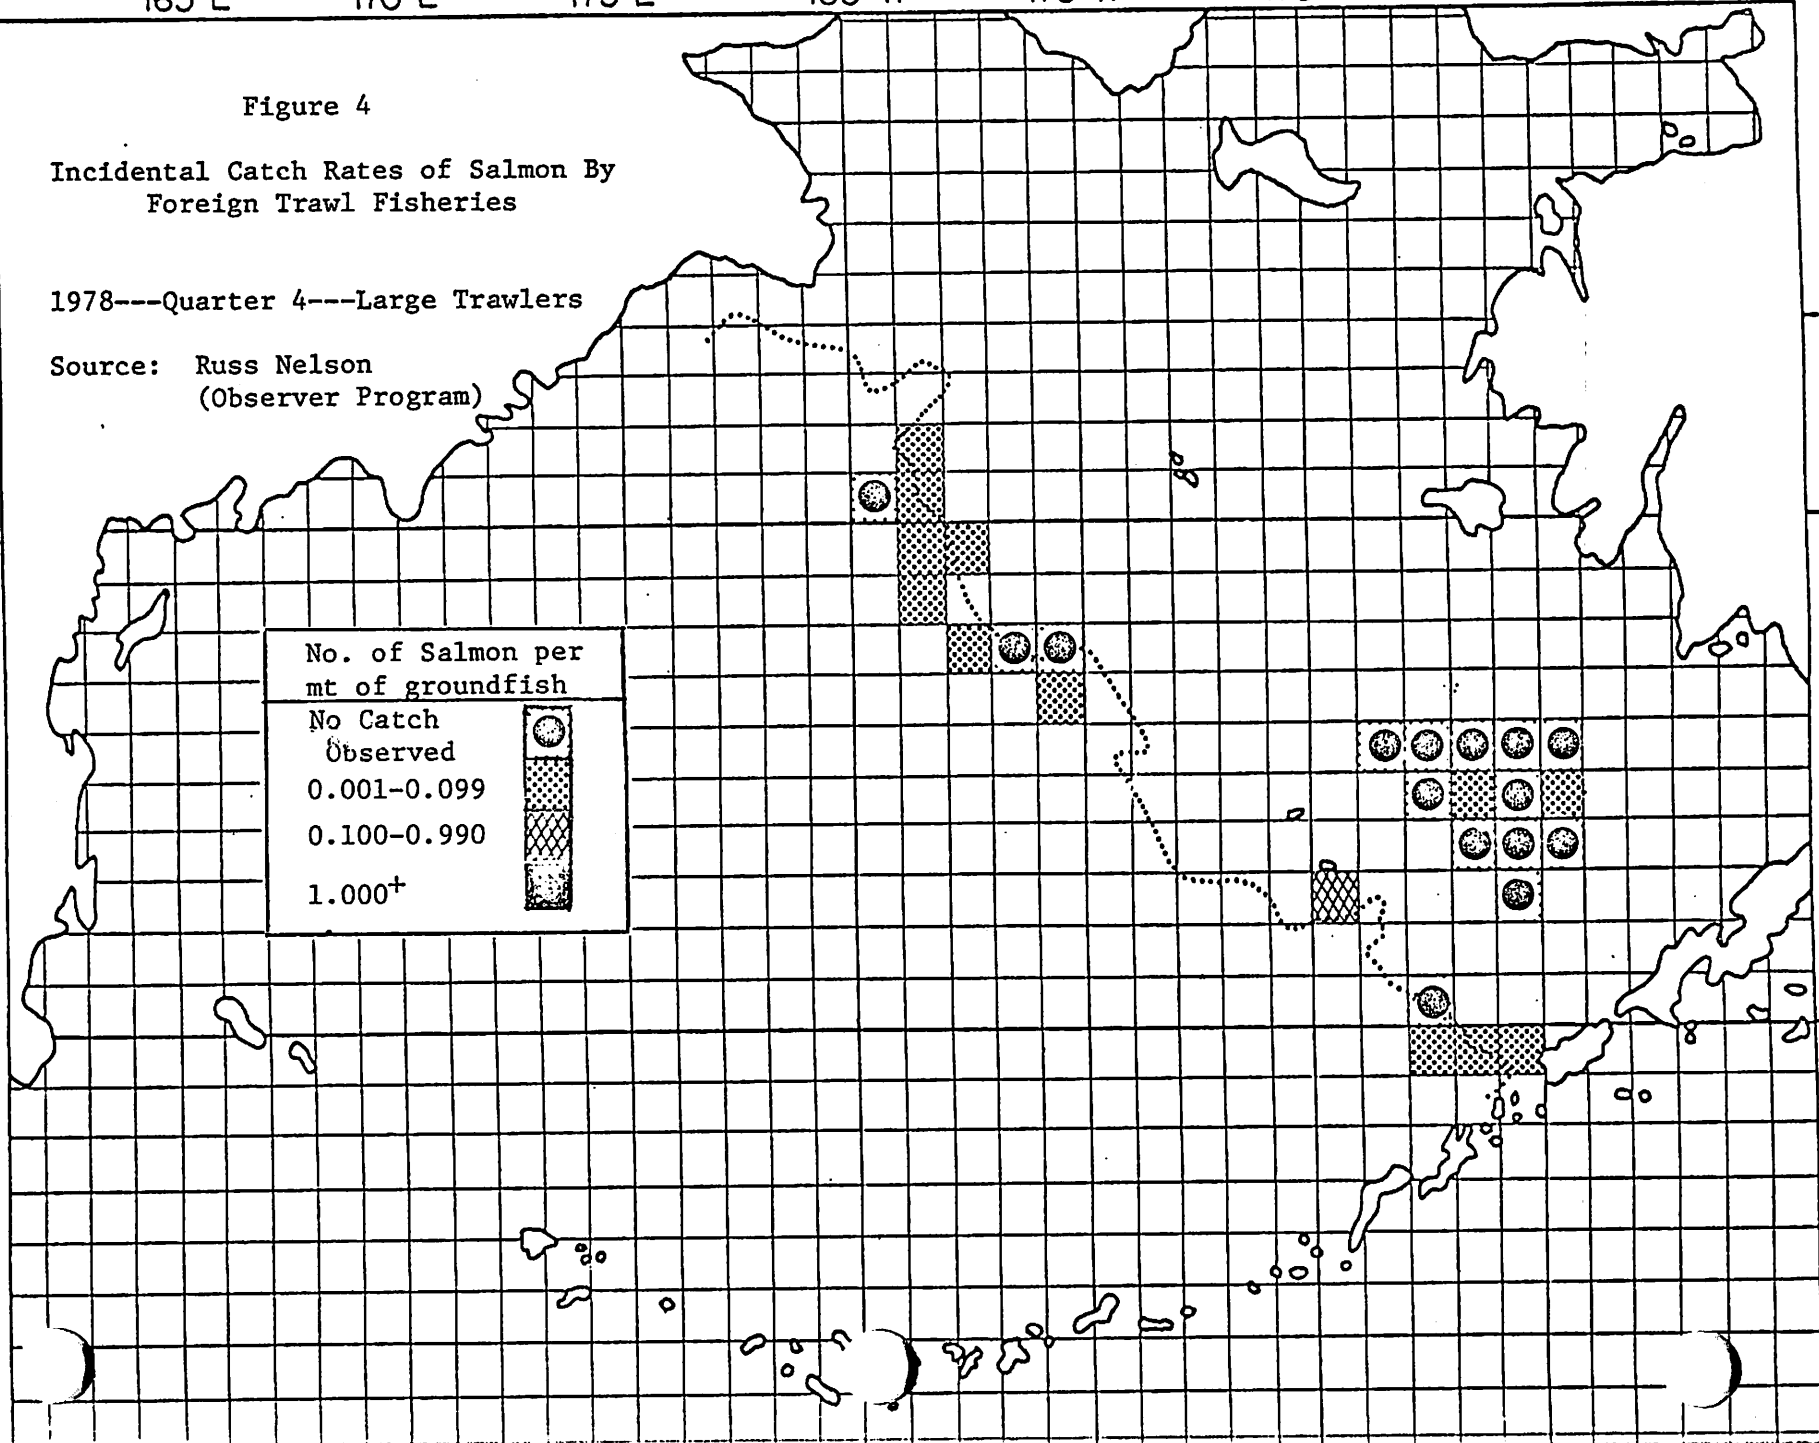 Figure 4
Incidental Catch Rates of Salmon By
Foreign Trawl Fisheries
1978---Quarter 4---Large Trawlers
Source: Russ Nelson
(Observer Program)
No. of Salmon per
mt of groundfish
No Catch
Observed
0.001-0.099
0.100-0.990
1.000+